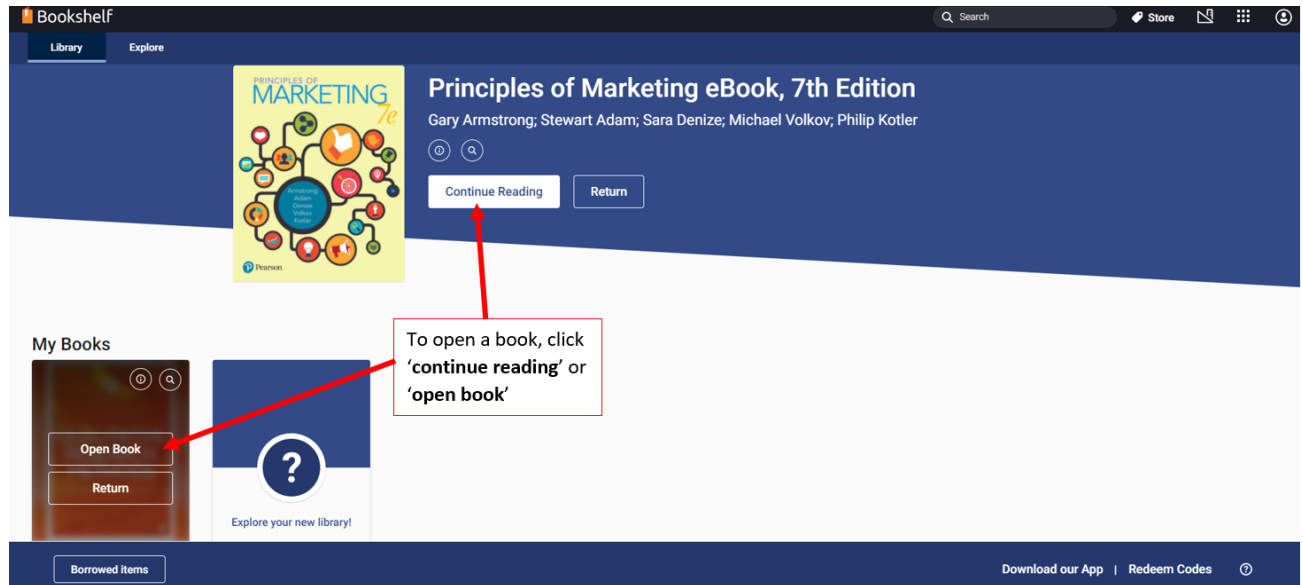 Bookshelf
Search
Store
Library
Explore
PRINCIPLES OF
MARKETING
7e
Armstrong
Adam
Denize
Volkov
Kotler
Pearson
Principles of Marketing eBook, 7th Edition
Gary Armstrong; Stewart Adam; Sara Denize; Michael Volkov; Philip Kotler
Continue Reading
Return
To open a book, click
‘continue reading’ or
‘open book’
My Books
Open Book
Return
?
Explore your new library!
Borrowed items
Download our App | Redeem Codes
?